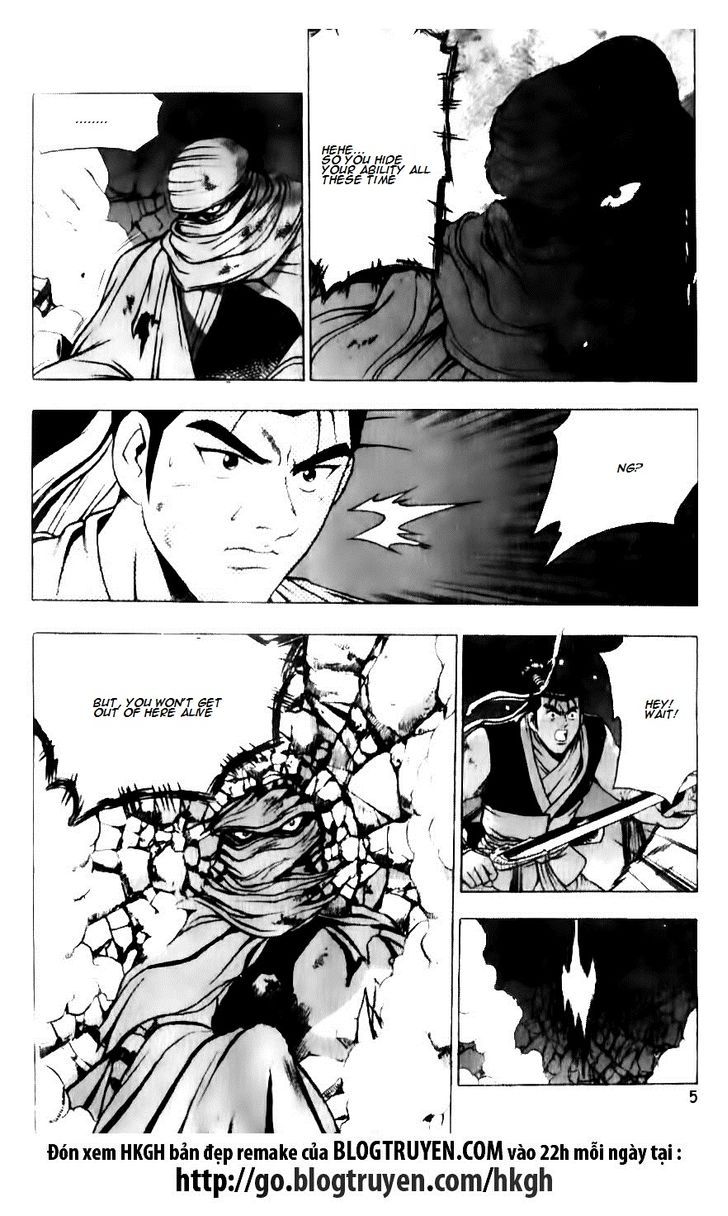 .........
HEHE...
SO YOU HIDE
YOUR ABILITY ALL
THESE TIME
NG?
BUT, YOU WON'T GET
OUT OF HERE ALIVE
HEY!
WAIT!
5
Đón xem HKGH bản đẹp remake của BLOGTRUYEN.COM vào 22h mỗi ngày tại :
http://go.blogtruyen.com/hkgh